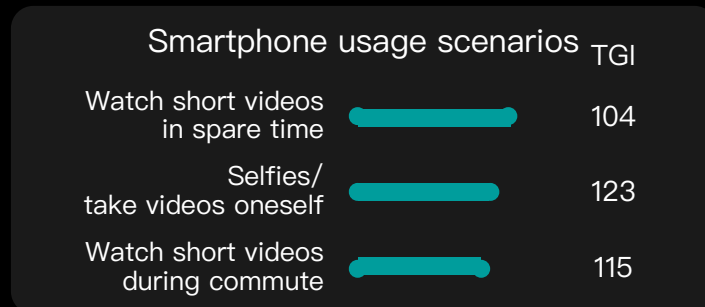 Smartphone usage scenarios TGI
Watch short videos
in spare time
104
Selfies/
take videos oneself
123
Watch short videos
during commute
115